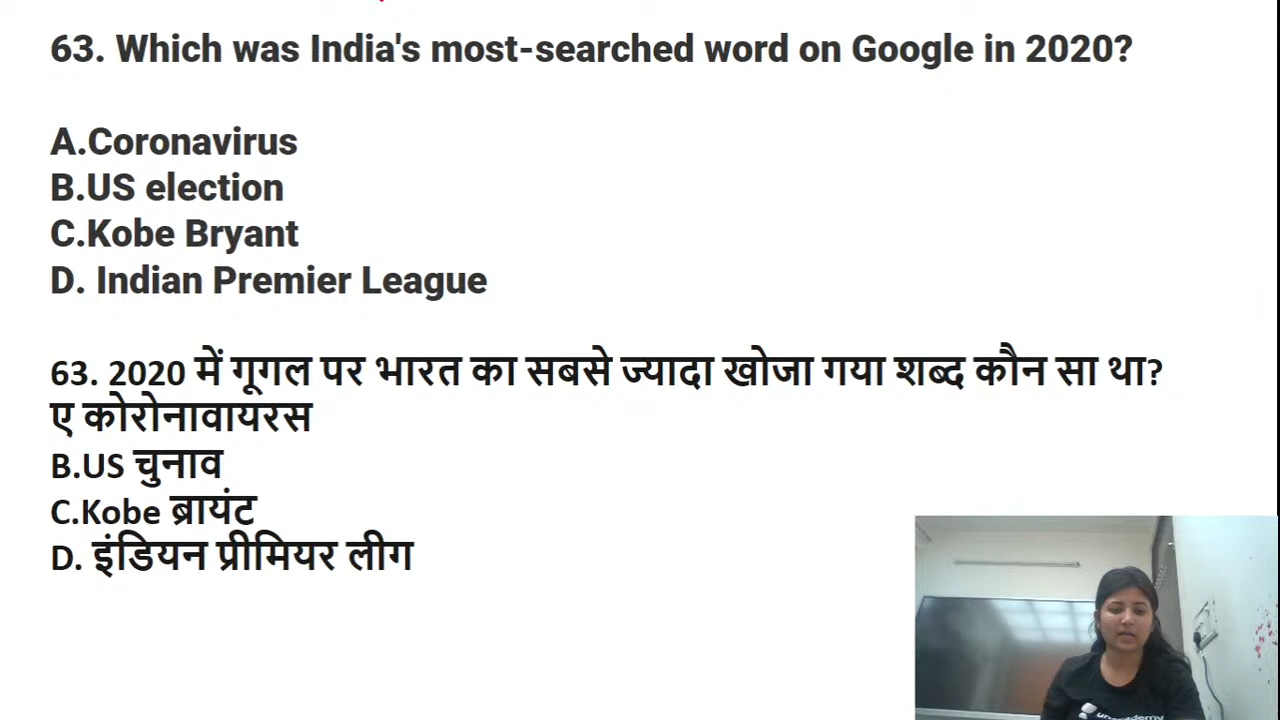 63. Which was India's most-searched word on Google in 2020?
A.Coronavirus
B.US election
C.Kobe Bryant
D. Indian Premier League
63. 2020 में गूगल पर भारत का सबसे ज्यादा खोजा गया शब्द कौन सा था?
ए कोरोनावायरस
B.US चुनाव
C.Kobe ब्रायंट
D. इंडियन प्रीमियर लीग
unacademy